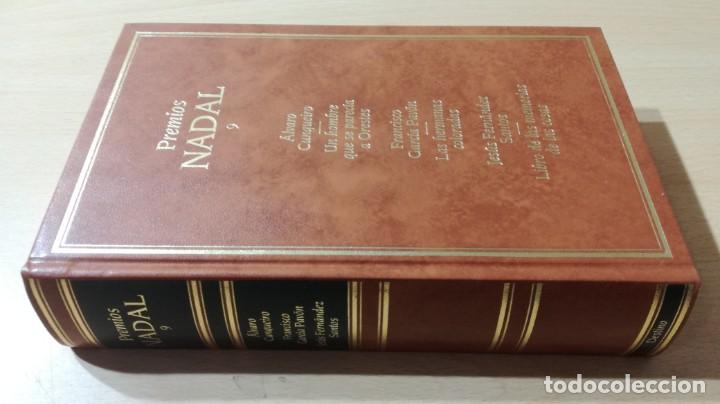 Premios
NADAL
9
Álvaro
Cunqueiro
Un hombre
que se parecía
a Orestes
Francisco
García Pavón
Las hermanas
coloradas
Jesús Fernández
Santos
Libro de las memorias
de las cosas
Premios
NADAL
9
Álvaro
Cunqueiro
Francisco
García Pavón
Jesús Fernández
Santos
Destino
todocoleccion.net